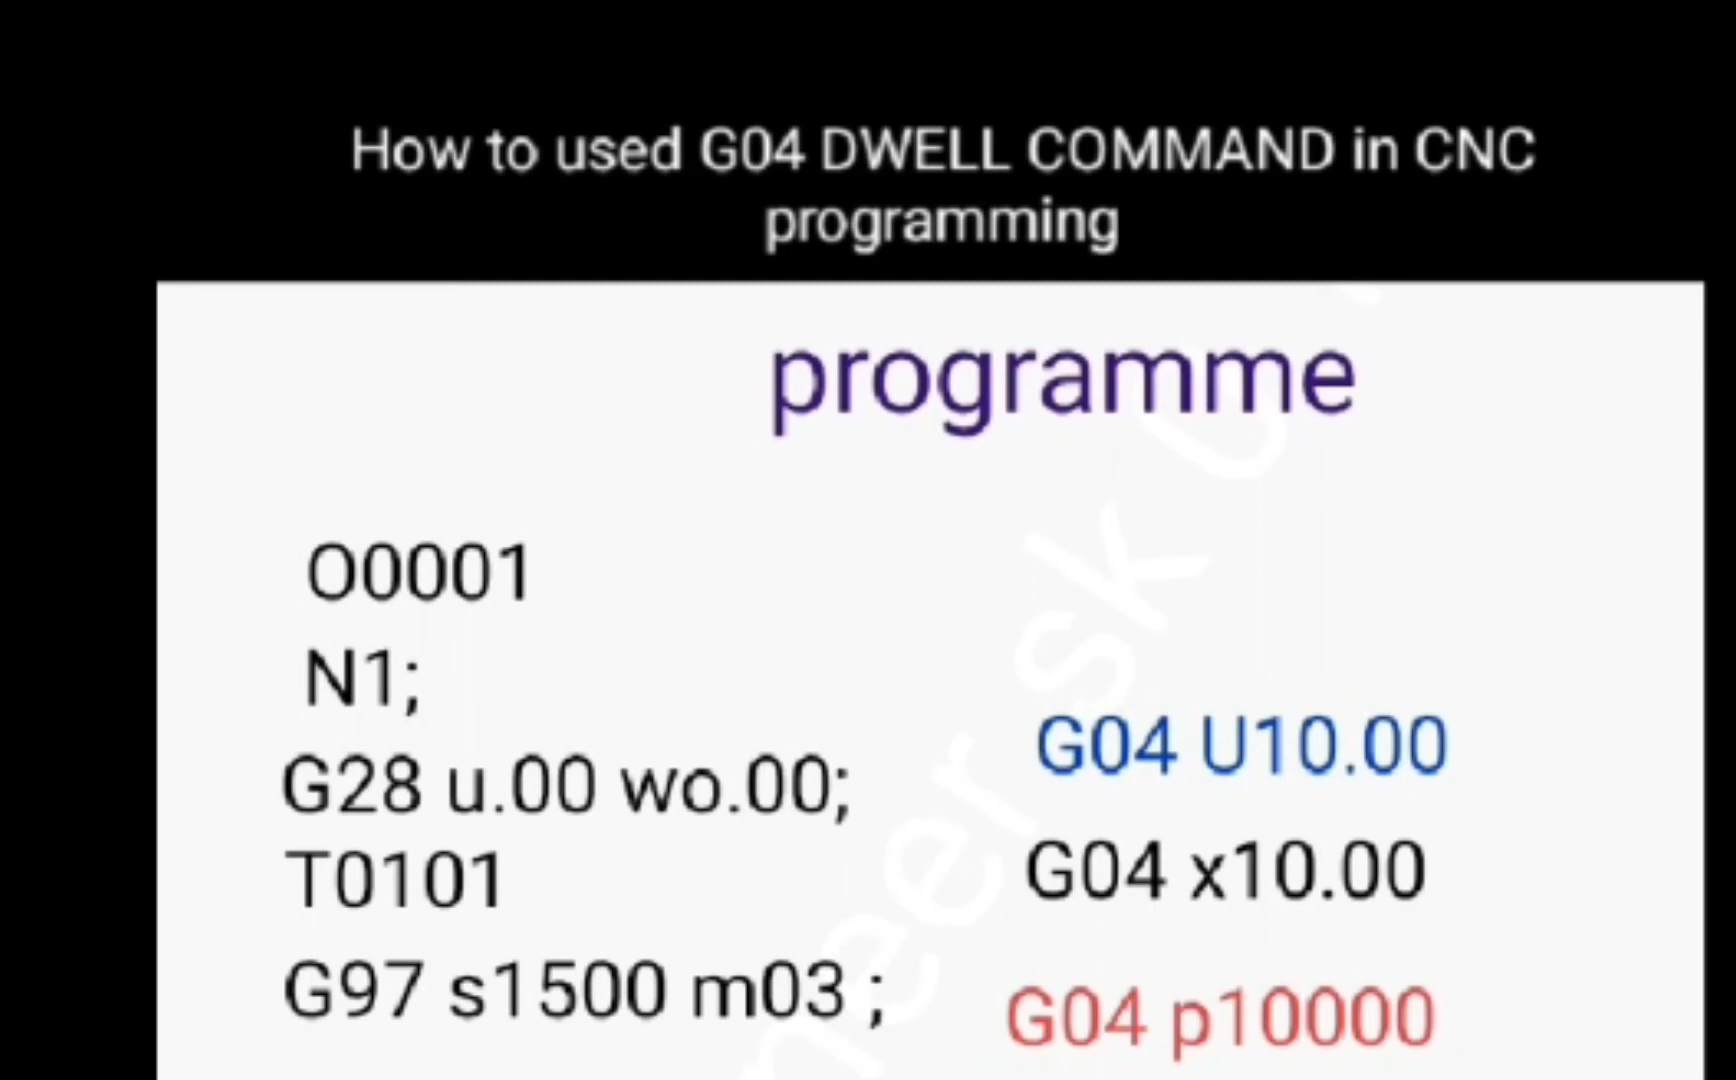 How to used G04 DWELL COMMAND in CNC
programming
programme
O0001
N1;
G28 u.00 wo.00;
T0101
G97 s1500 m03 ;
G04 U10.00
G04 x10.00
G04 p10000